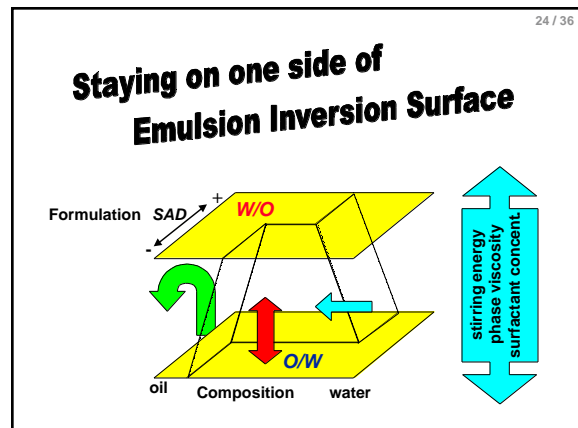 24 / 36
Staying on one side of
Emulsion Inversion Surface
+
Formulation SAD
-
W/O
O/W
oil Composition water
stirring energy
phase viscosity
surfactant concent.